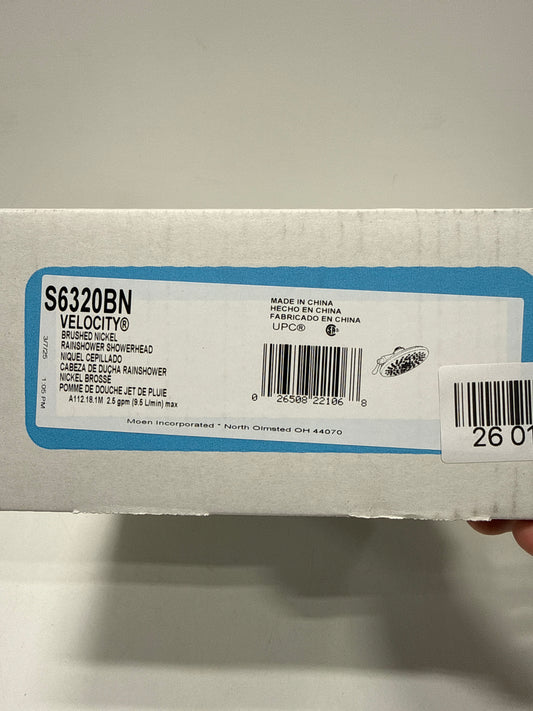 S6320BN
VELOCITY®
BRUSHED NICKEL
RAINSHOWER SHOWERHEAD
NIQUEL CEPILLADO
CABEZA DE DUCHA RAINSHOWER
NICKEL BROSSÉ
POMME DE DOUCHE JET DE PLUIE
A112.18.1M 2.5 gpm (9.5 L/min) max
3/7/25 1:05 PM
MADE IN CHINA
HECHO EN CHINA
FABRICADO EN CHINA
UPC®
0 26508 22106 8
Moen Incorporated * North Olmsted OH 44070
26 01